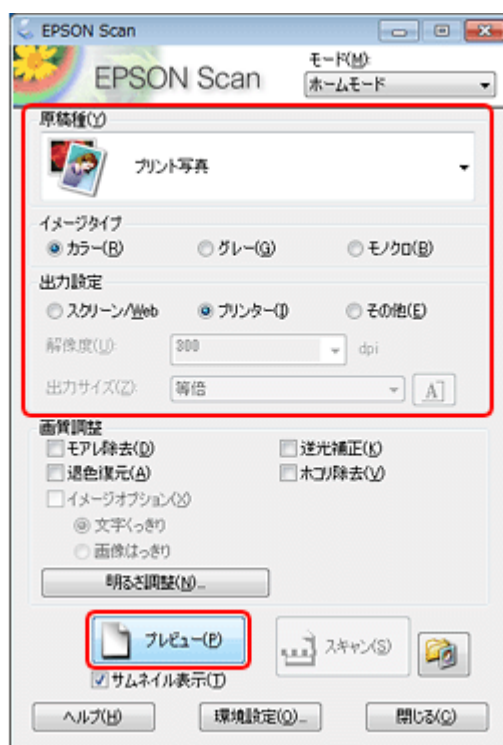 EPSON Scan
EPSON Scan
モード(M):
ホームモード
原稿種(Y)
プリント写真
イメージタイプ
カラー(R) グレー(G) モノクロ(B)
出力設定
スクリーン/Web プリンター(I) その他(E)
解像度(U): 300 dpi
出力サイズ(Z): 等倍 A
画質調整
モアレ除去(D) 逆光補正(K)
退色復元(A) ホコリ除去(V)
イメージオプション(X)
文字くっきり
画像はっきり
明るさ調整(N)...
プレビュー(P) スキャン(S)
サムネイル表示(T)
ヘルプ(H) 環境設定(O)... 閉じる(C)